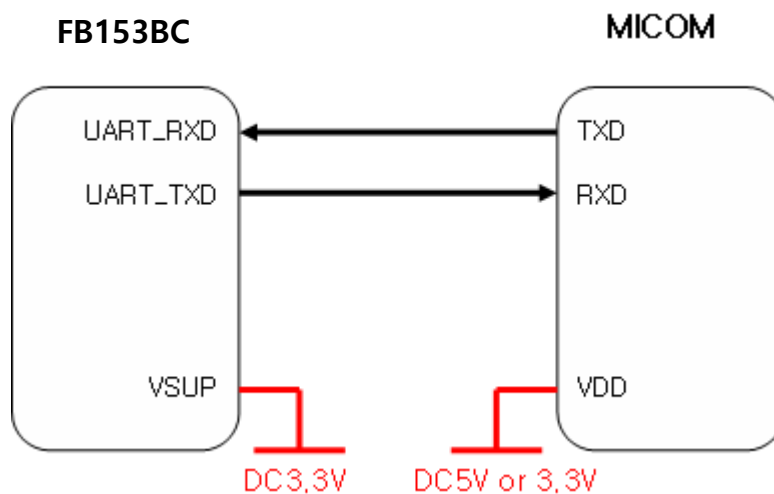 FB153BC
MICOM
UART_RXD
TXD
UART_TXD
RXD
VSUP
VDD
DC3,3V
DC5V or 3,3V